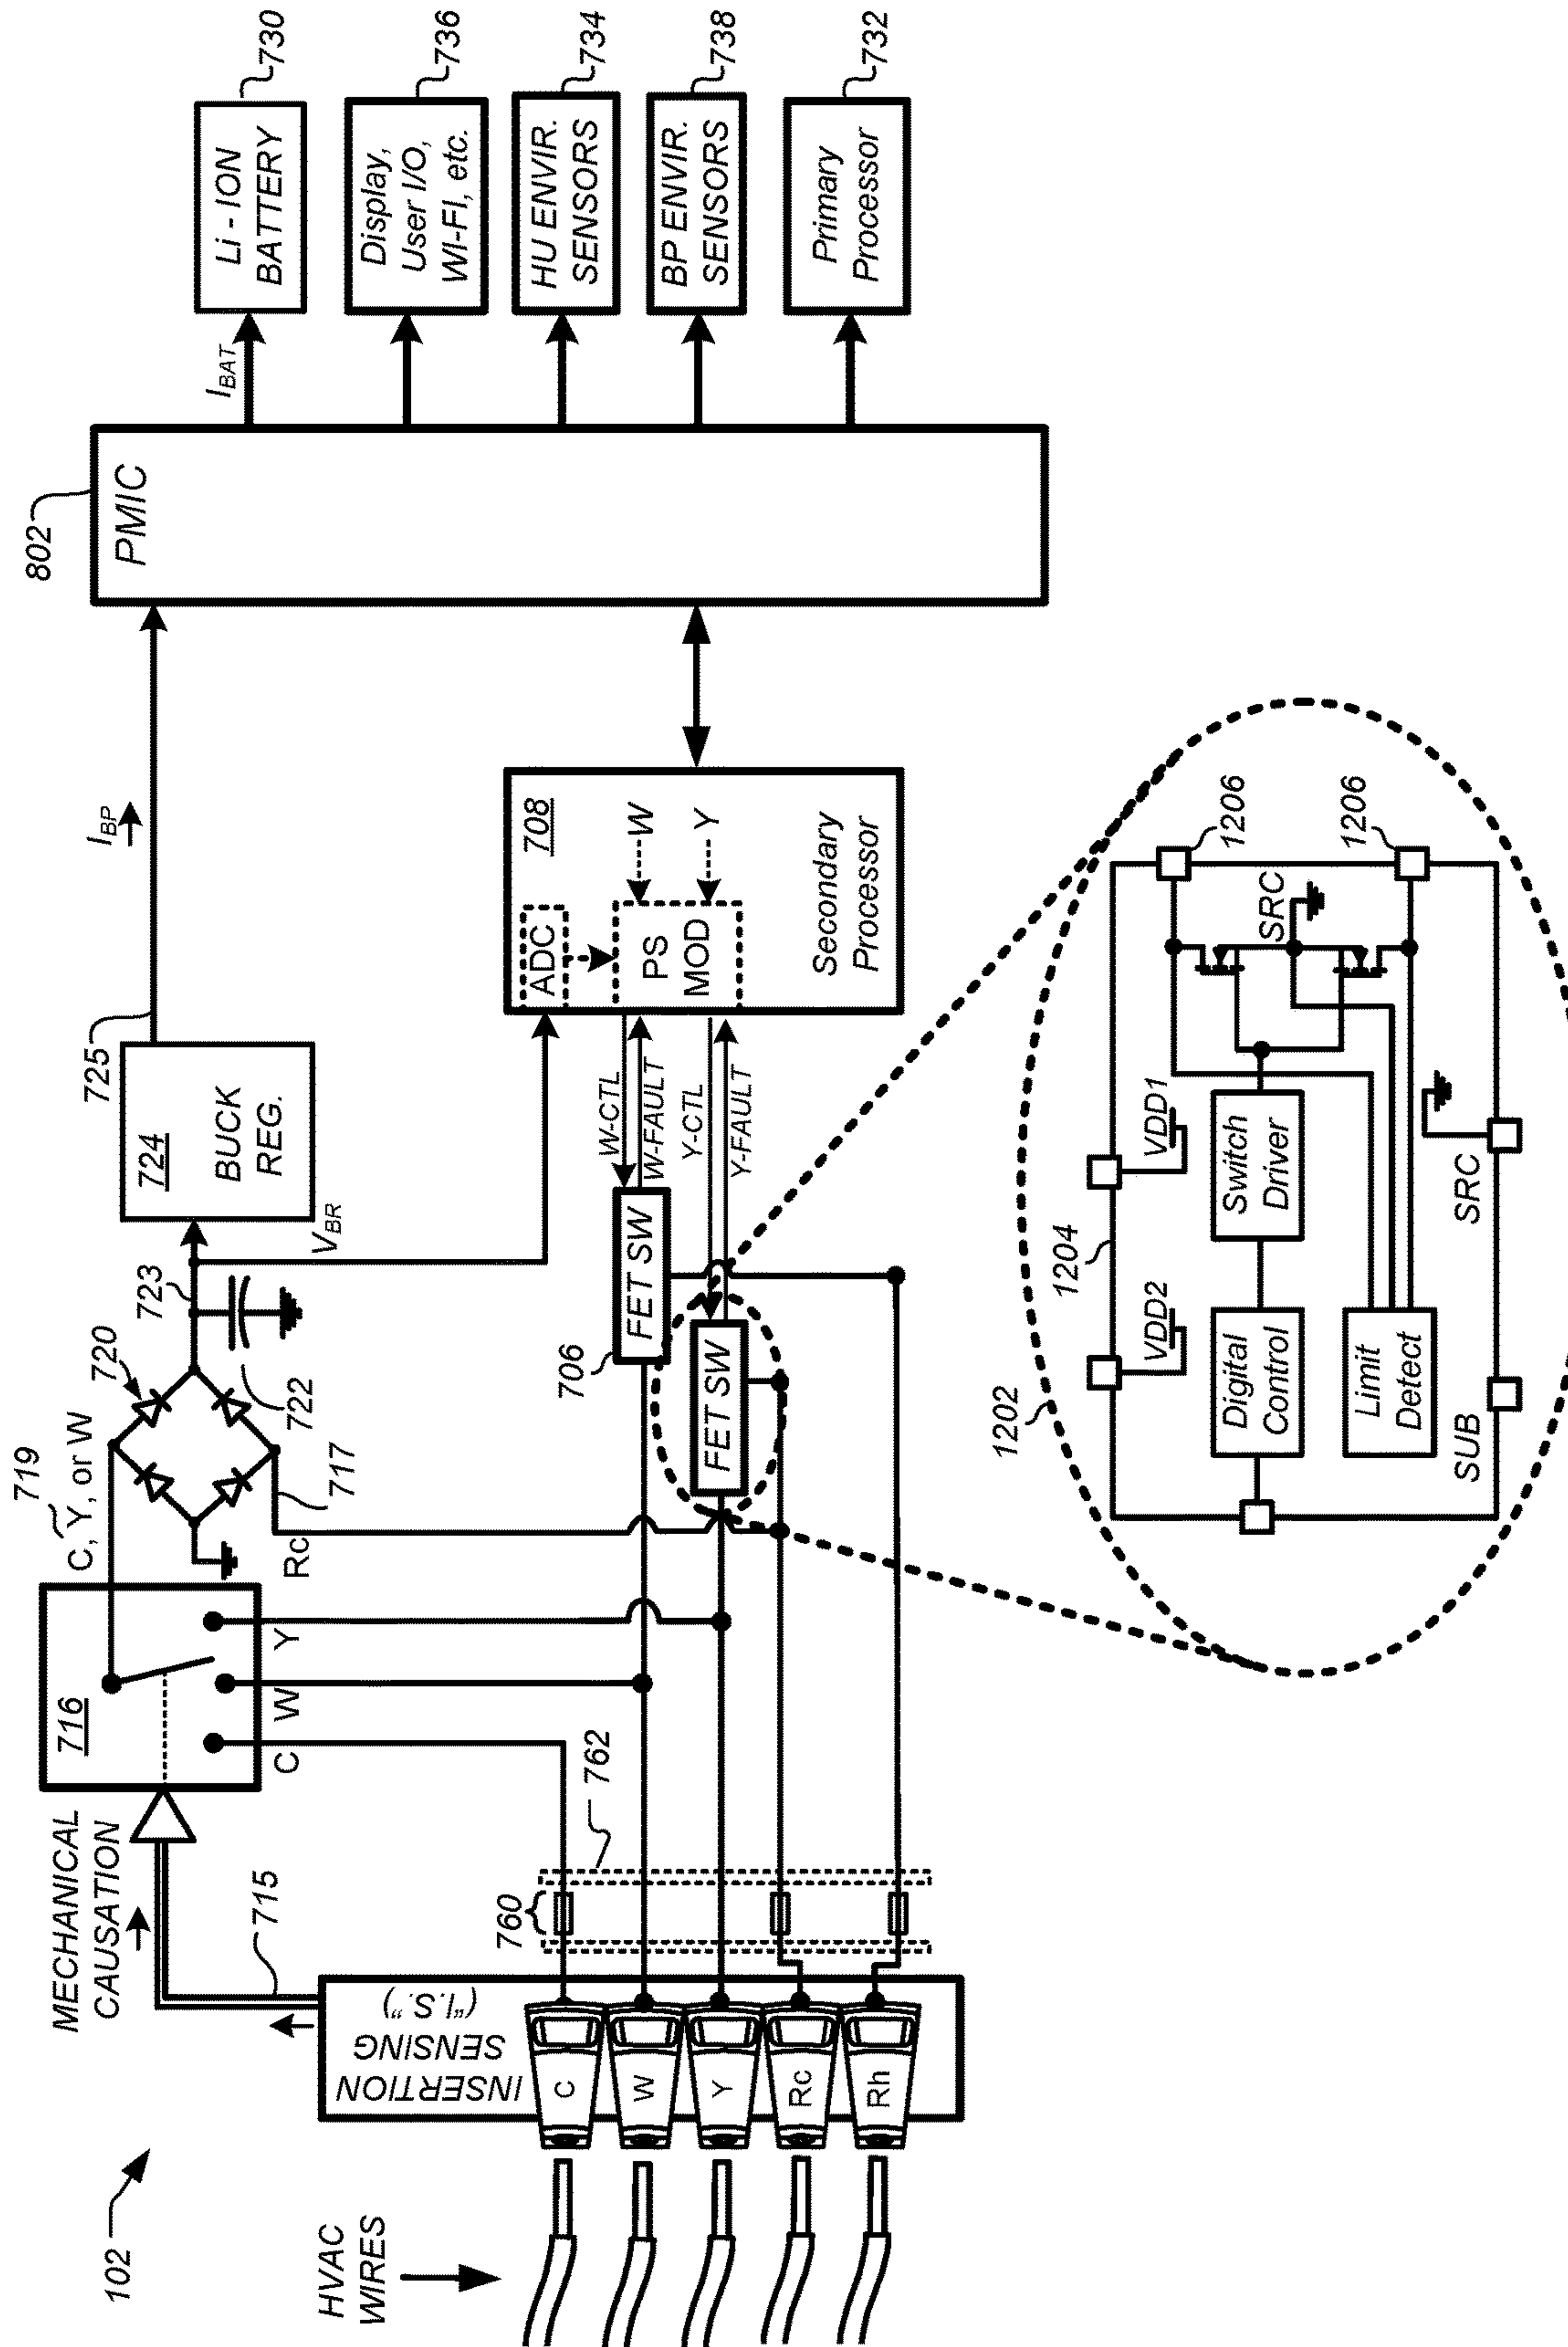 102
HVAC
WIRES
INSERTION
SENSING
("I.S.")
C
W
Y
Rc
Rh
715
MECHANICAL
CAUSATION
760
762
716
C
W
Y
719
C, Y, or W
Rc
717
720
722
723
VBR
724
BUCK
REG.
725
IBP
706
FET SW
FET SW
W-CTL
W-FAULT
Y-CTL
Y-FAULT
708
ADC
PS
MOD
W
Y
Secondary
Processor
802
PMIC
IBAT
Li - ION
BATTERY
730
Display,
User I/O,
WI-FI, etc.
736
HU ENVIR.
SENSORS
734
BP ENVIR.
SENSORS
738
Primary
Processor
732
1202
1204
VDD2
VDD1
Digital
Control
Switch
Driver
Limit
Detect
SRC
1206
1206
SUB
SRC